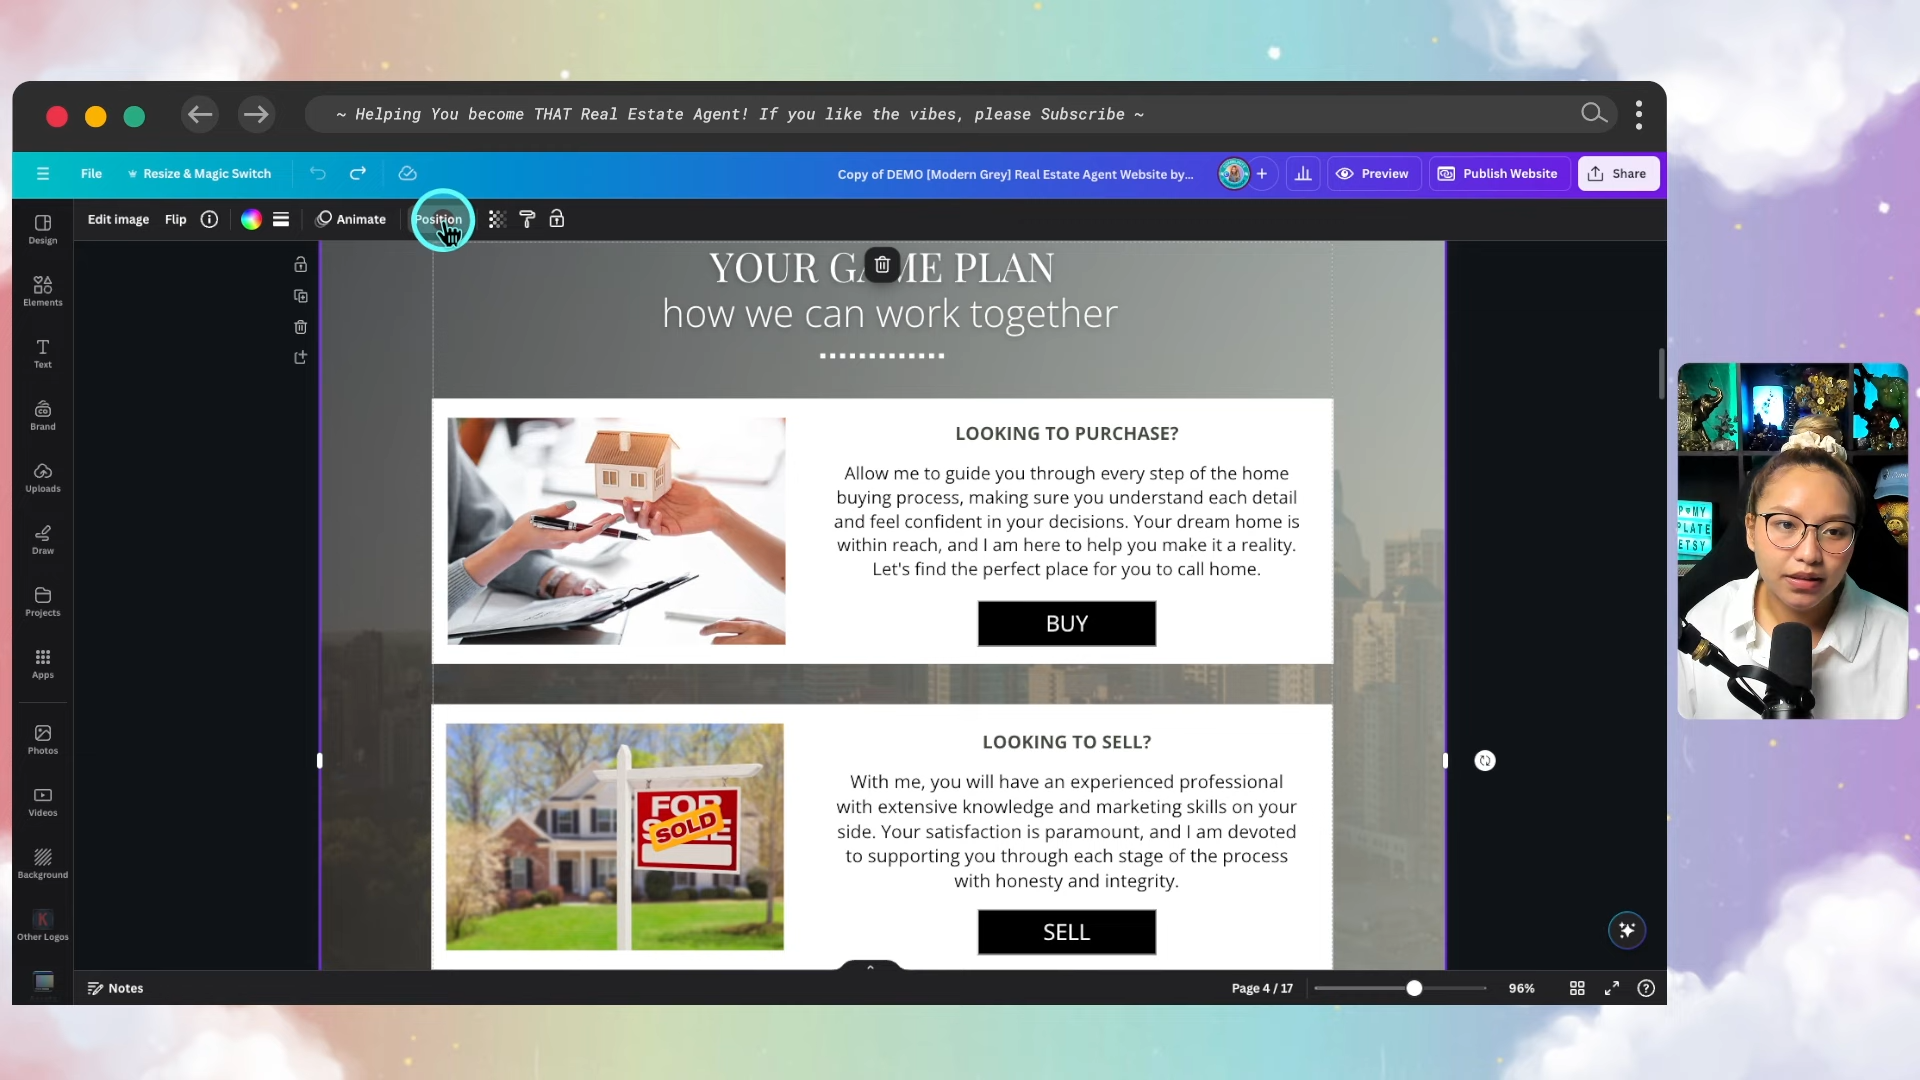 ~ Helping You become THAT Real Estate Agent! If you like the vibes, please Subscribe ~
File
Resize & Magic Switch
Copy of DEMO [Modern Grey] Real Estate Agent Website by...
Preview
Publish Website
Share
Edit image
Flip
Animate
Position
Design
Elements
Text
Brand
Uploads
Draw
Projects
Apps
Photos
Videos
Background
Other Logos
YOUR GAME PLAN
how we can work together
LOOKING TO PURCHASE?
Allow me to guide you through every step of the home
buying process, making sure you understand each detail
and feel confident in your decisions. Your dream home is
within reach, and I am here to help you make it a reality.
Let's find the perfect place for you to call home.
BUY
FOR
SOLD
LOOKING TO SELL?
With me, you will have an experienced professional
with extensive knowledge and marketing skills on your
side. Your satisfaction is paramount, and I am devoted
to supporting you through each stage of the process
with honesty and integrity.
SELL
Notes
Page 4 / 17
96%